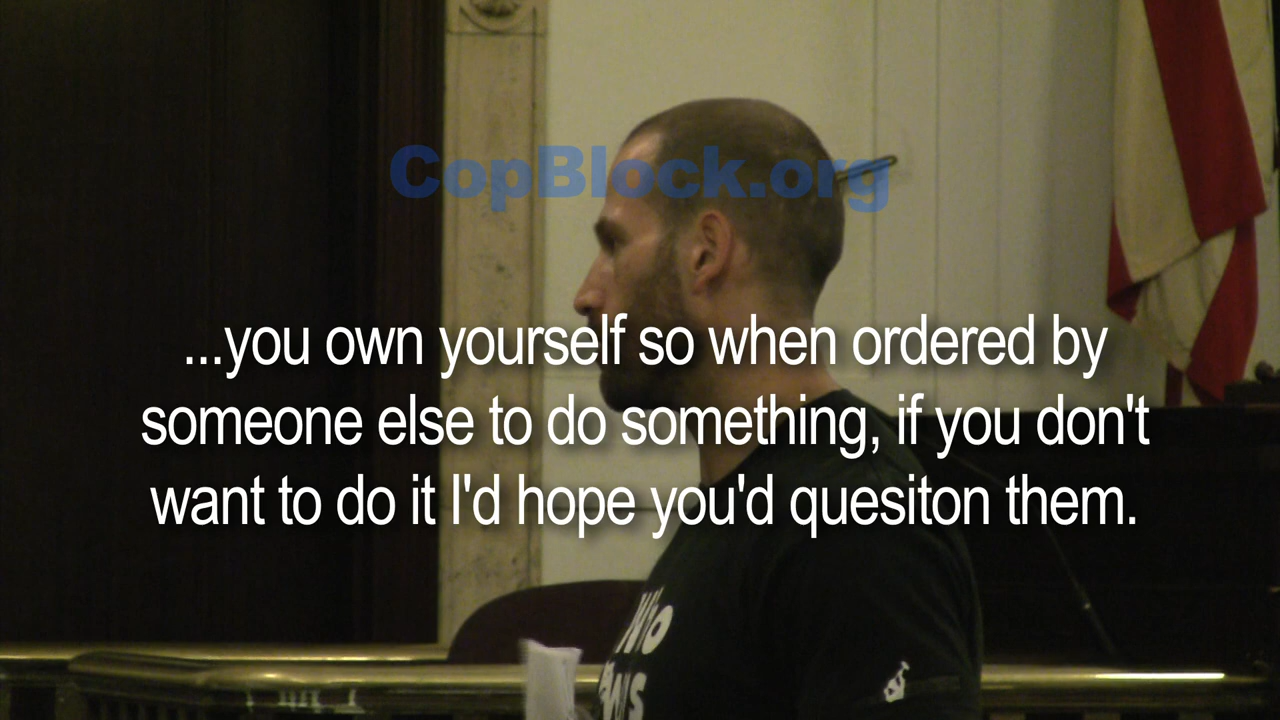 CopBlock.org
...you own yourself so when ordered by
someone else to do something, if you don't
want to do it I'd hope you'd quesiton them.